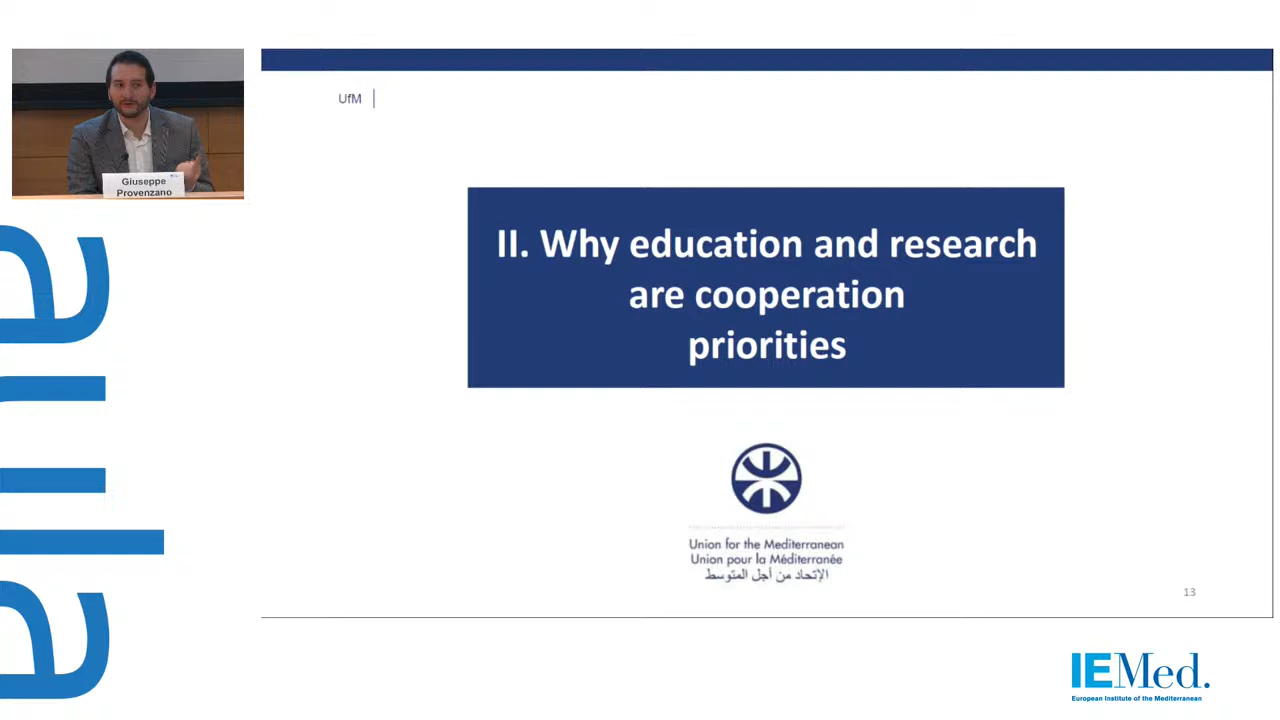 Giuseppe
Provenzano
aula
UfM
II. Why education and research
are cooperation
priorities
Union for the Mediterranean
Union pour la Méditerranée
الإتحاد من أجل المتوسط
13
IEMed.
European Institute of the Mediterranean